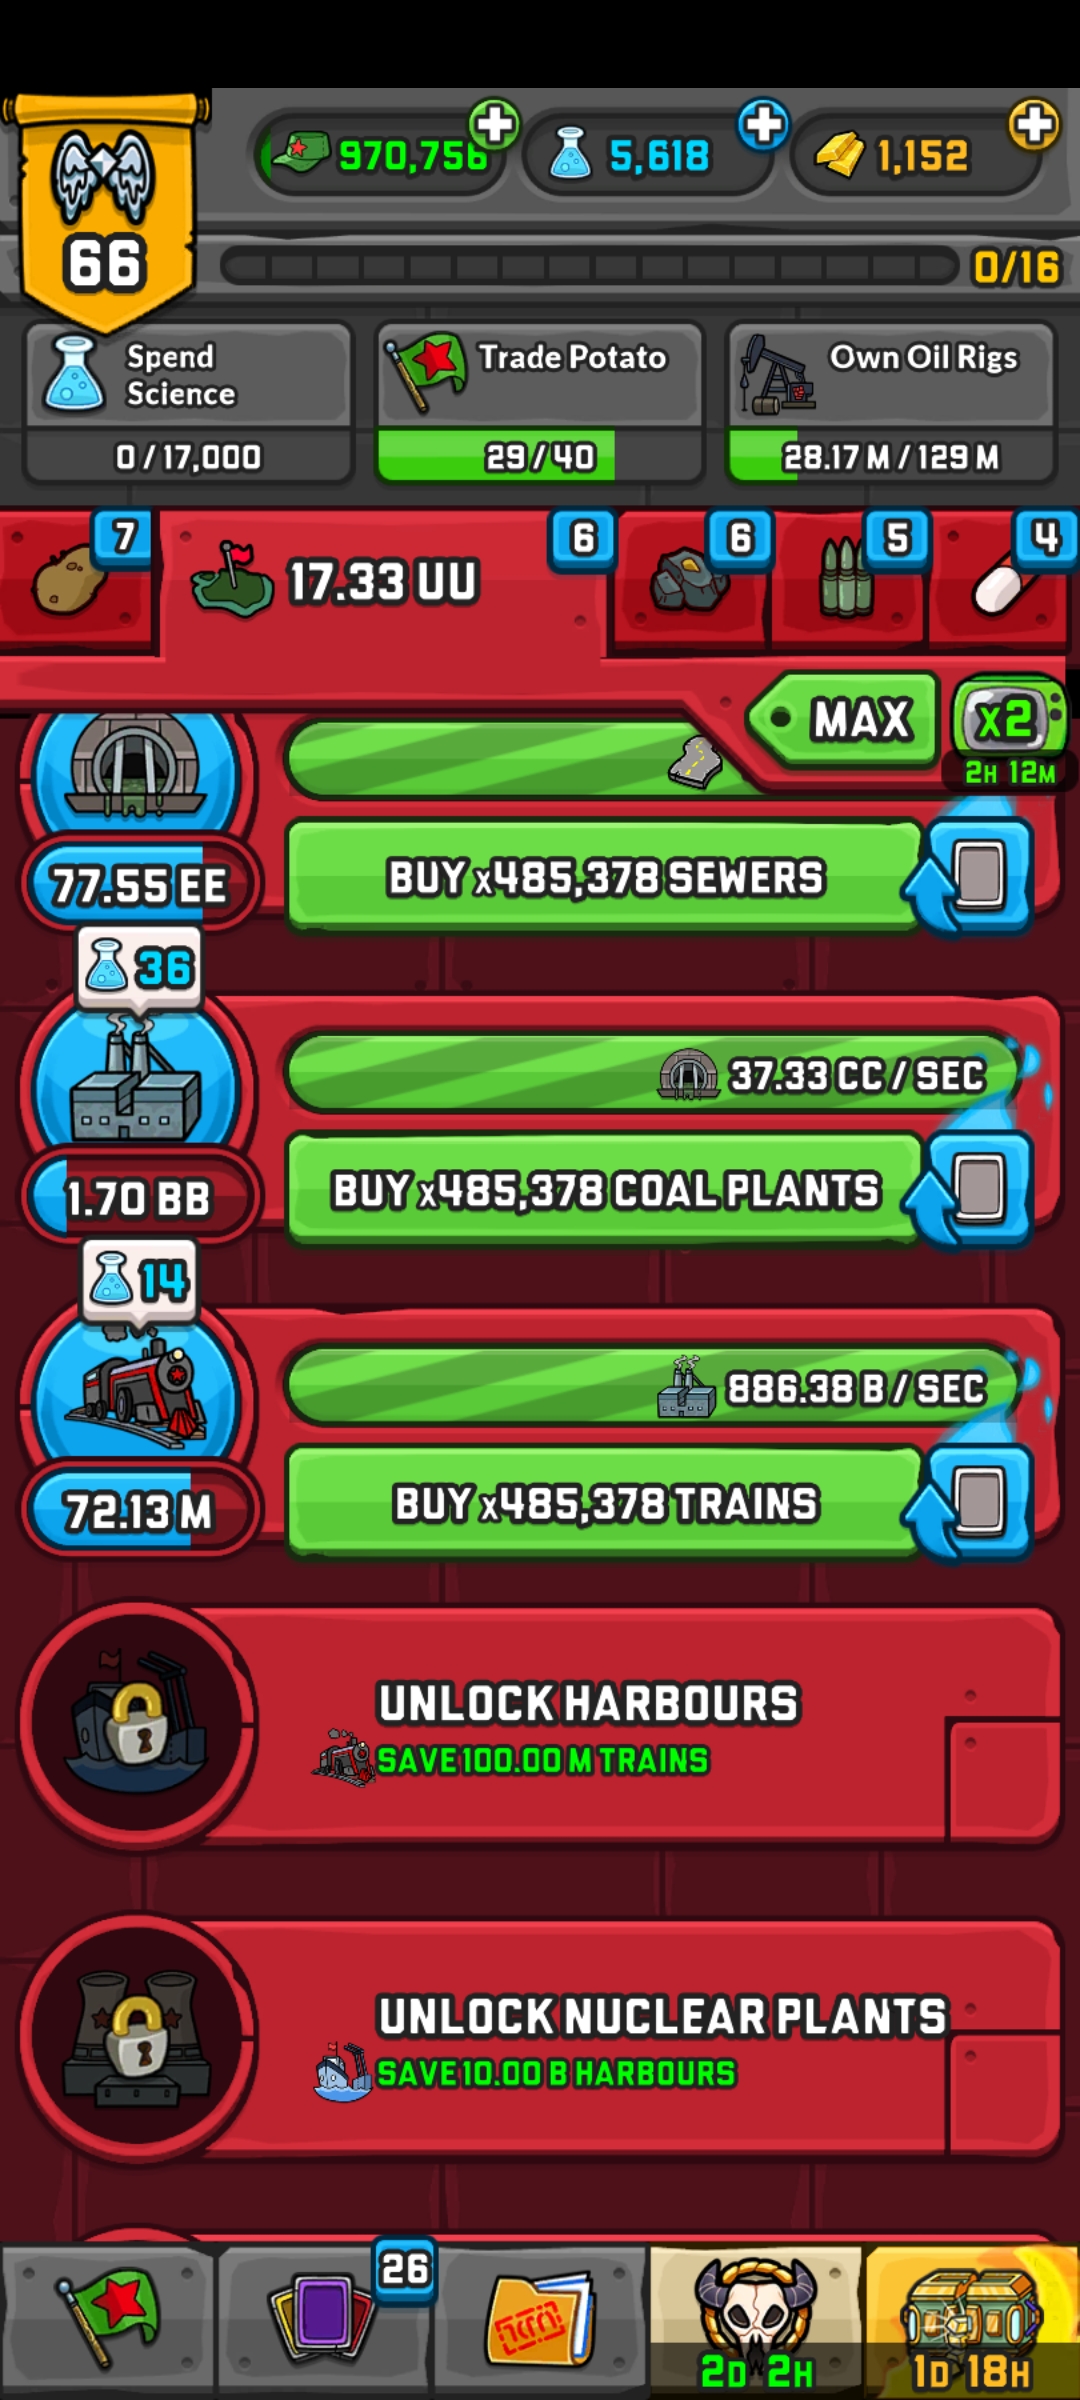 970,756
5,618
1,152
66
0/16
Spend
Science
0/17,000
Trade Potato
29/40
Own Oil Rigs
28.17 M/129 M
7
17.33 UU
6
6
5
4
MAX
x2
2H 12M
77.55 EE
BUY x485,378 SEWERS
36
37.33 CC/SEC
1.70 BB
BUY x485,378 COAL PLANTS
14
886.38 B/SEC
72.13 M
BUY x485,378 TRAINS
UNLOCK HARBOURS
SAVE 100.00 M TRAINS
UNLOCK NUCLEAR PLANTS
SAVE 10.00 B HARBOURS
26
2D 2H
1D 18H